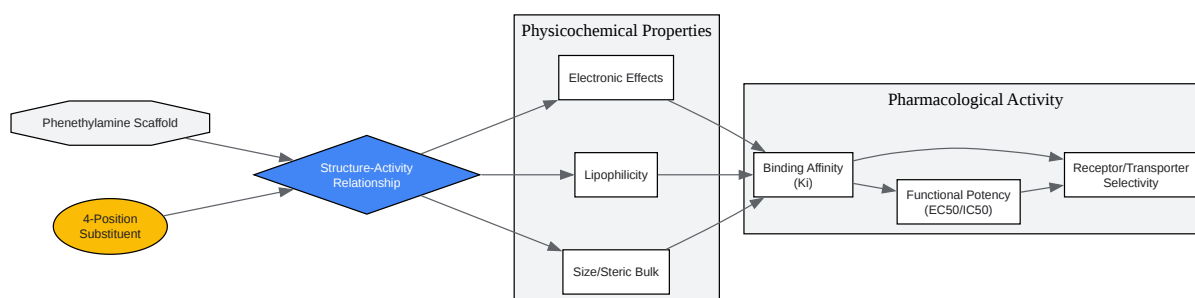 Phenethylamine Scaffold
4-Position
Substituent
Structure-Activity
Relationship
Physicochemical Properties
Electronic Effects
Lipophilicity
Size/Steric Bulk
Pharmacological Activity
Binding Affinity
(Ki)
Functional Potency
(EC50/IC50)
Receptor/Transporter
Selectivity